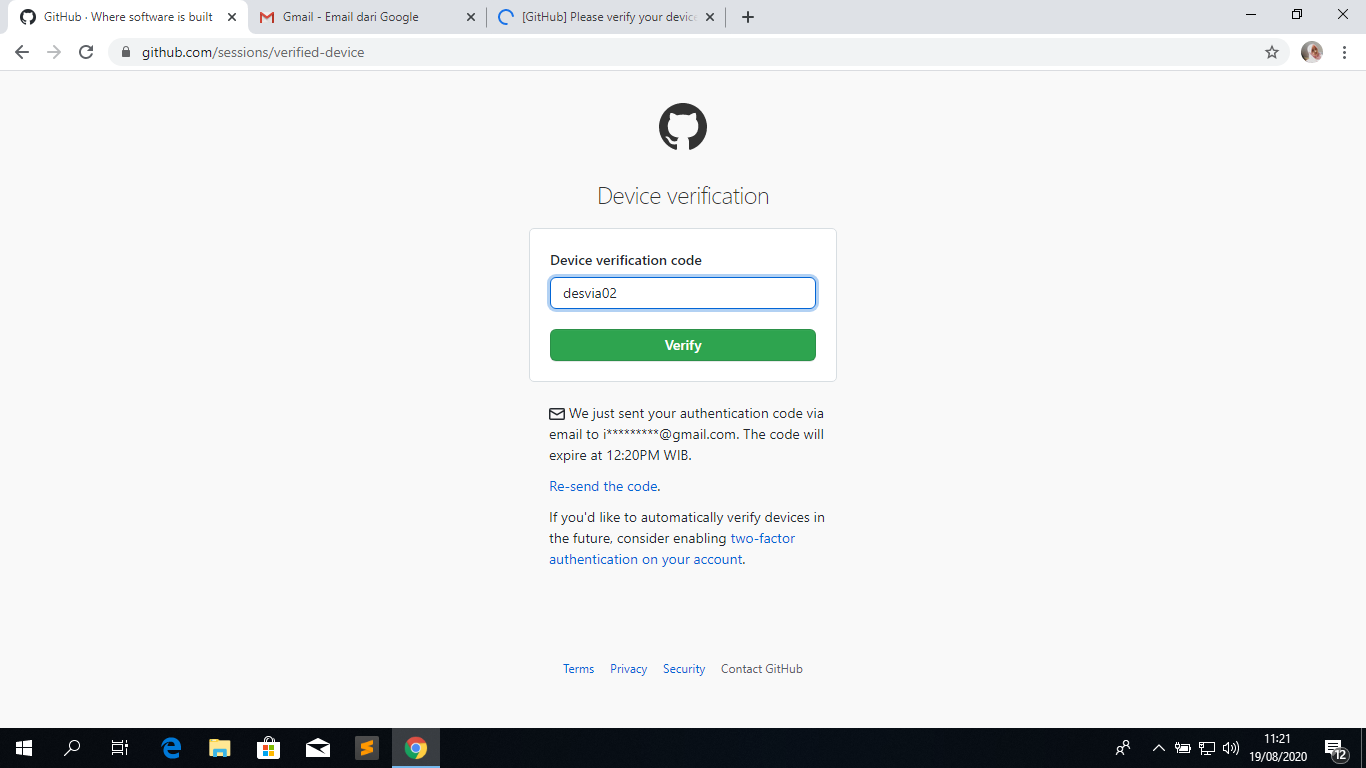 GitHub · Where software is built
Gmail - Email dari Google
[GitHub] Please verify your device
github.com/sessions/verified-device
Device verification
Device verification code
desvia02
Verify
We just sent your authentication code via
email to i*********@gmail.com. The code will
expire at 12:20PM WIB.
Re-send the code.
If you'd like to automatically verify devices in
the future, consider enabling two-factor
authentication on your account.
Terms Privacy Security Contact GitHub
11:21
19/08/2020
12